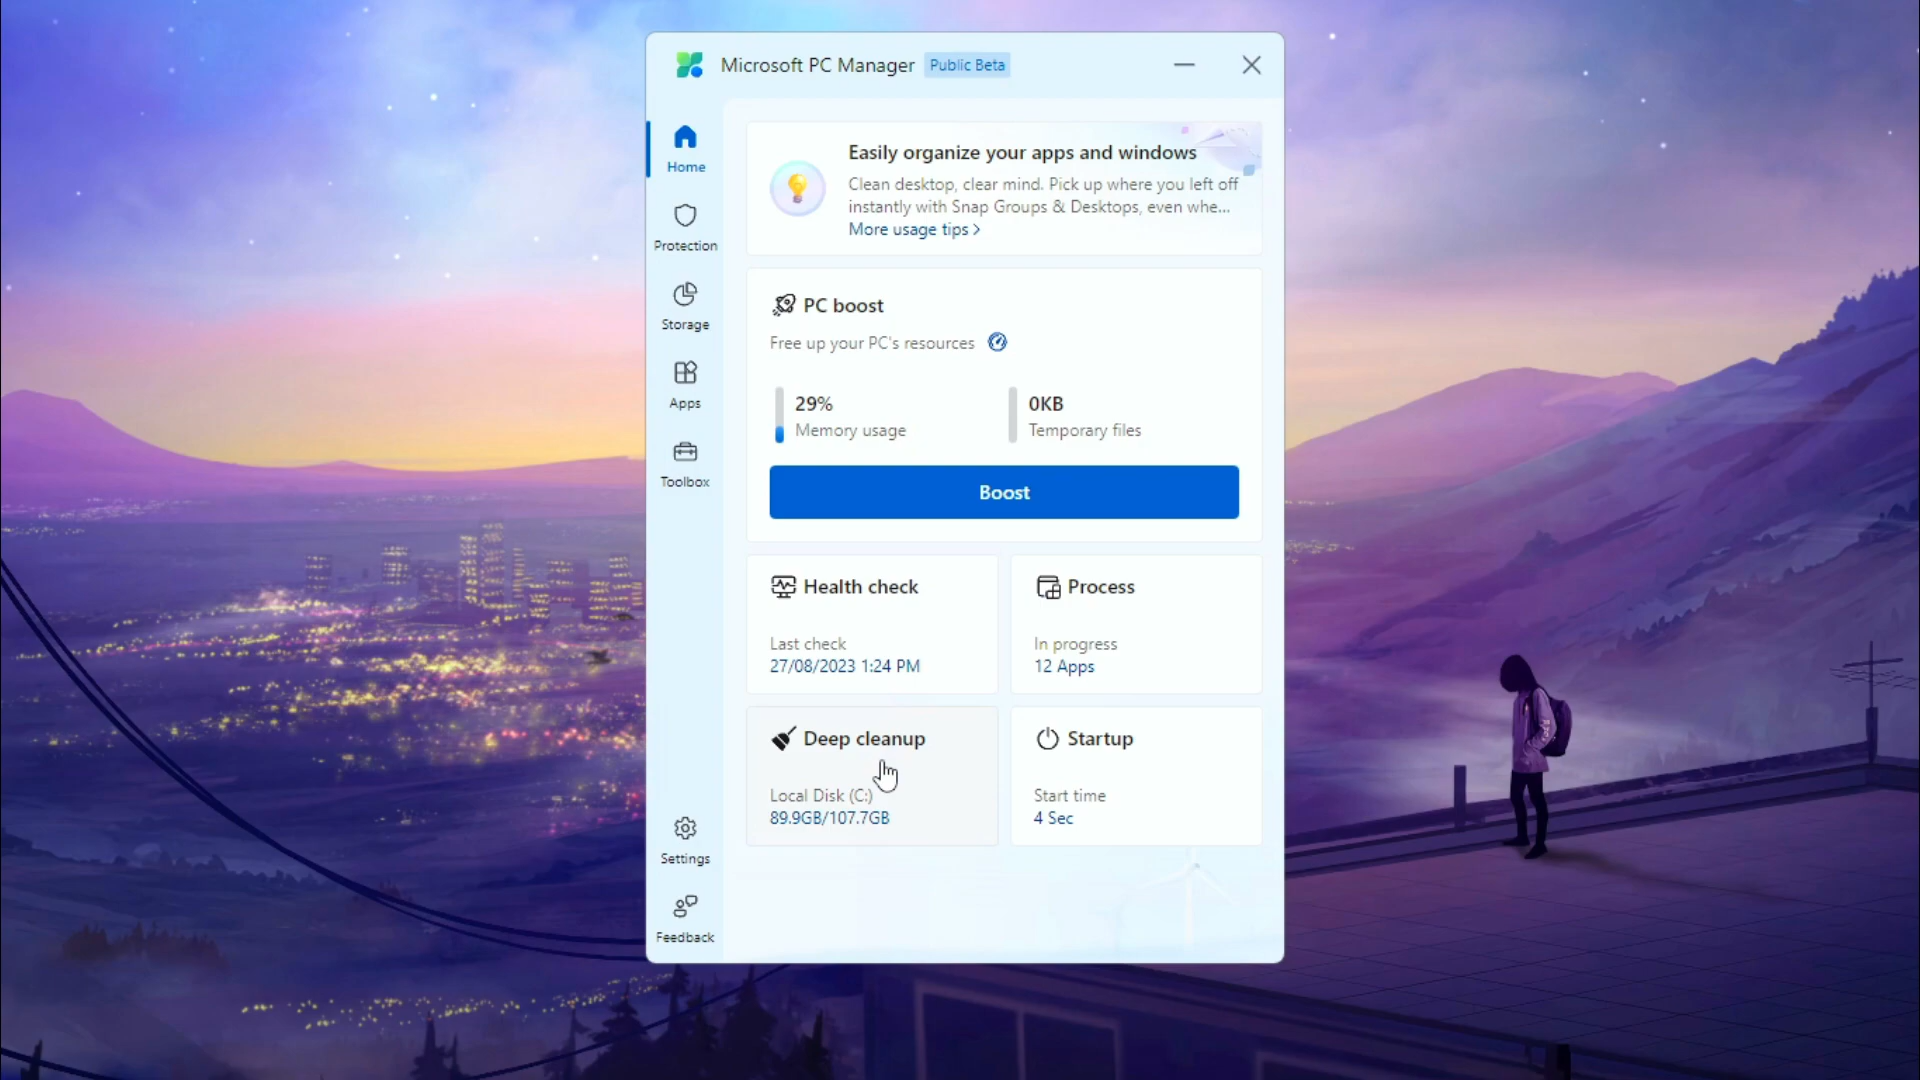 Microsoft PC Manager Public Beta
Home
Protection
Storage
Apps
Toolbox
Settings
Feedback
Easily organize your apps and windows
Clean desktop, clear mind. Pick up where you left off
instantly with Snap Groups & Desktops, even whe...
More usage tips >
PC boost
Free up your PC's resources
29%
Memory usage
0KB
Temporary files
Boost
Health check
Last check
27/08/2023 1:24 PM
Process
In progress
12 Apps
Deep cleanup
Local Disk (C:)
89.9GB/107.7GB
Startup
Start time
4 Sec